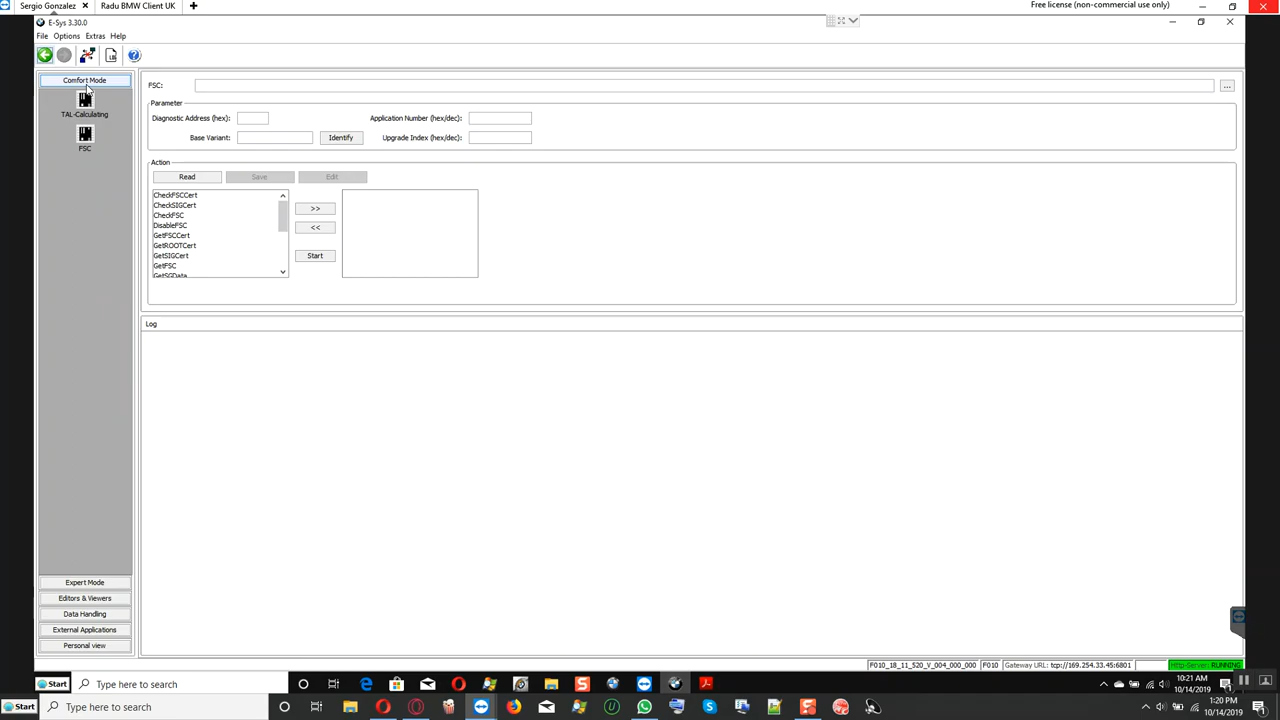 Sergio Gonzalez ✕ Radu BMW Client UK + Free license (non-commercial use only)
E-Sys 3.30.0
File Options Extras Help
Comfort Mode
TAL-Calculating
FSC
FSC: ...
Parameter
Diagnostic Address (hex): Application Number (hex/dec):
Base Variant: Identify Upgrade Index (hex/dec):
Action
Read Save Edit
CheckFSCCert
CheckSIGCert
CheckFSC
DisableFSC
GetFSCCert
GetROOTCert
GetSIGCert
GetFSC
GetSGData
>>
<<
Start
Log
Expert Mode
Editors & Viewers
Data Handling
External Applications
Personal view
F010_18_11_520_V_004_000_000 F010 Gateway URL: tcp://169.254.33.45:6801 Http-Server: RUNNING
Start Type here to search 10:21 AM
10/14/2019
Start Type here to search 1:20 PM
10/14/2019